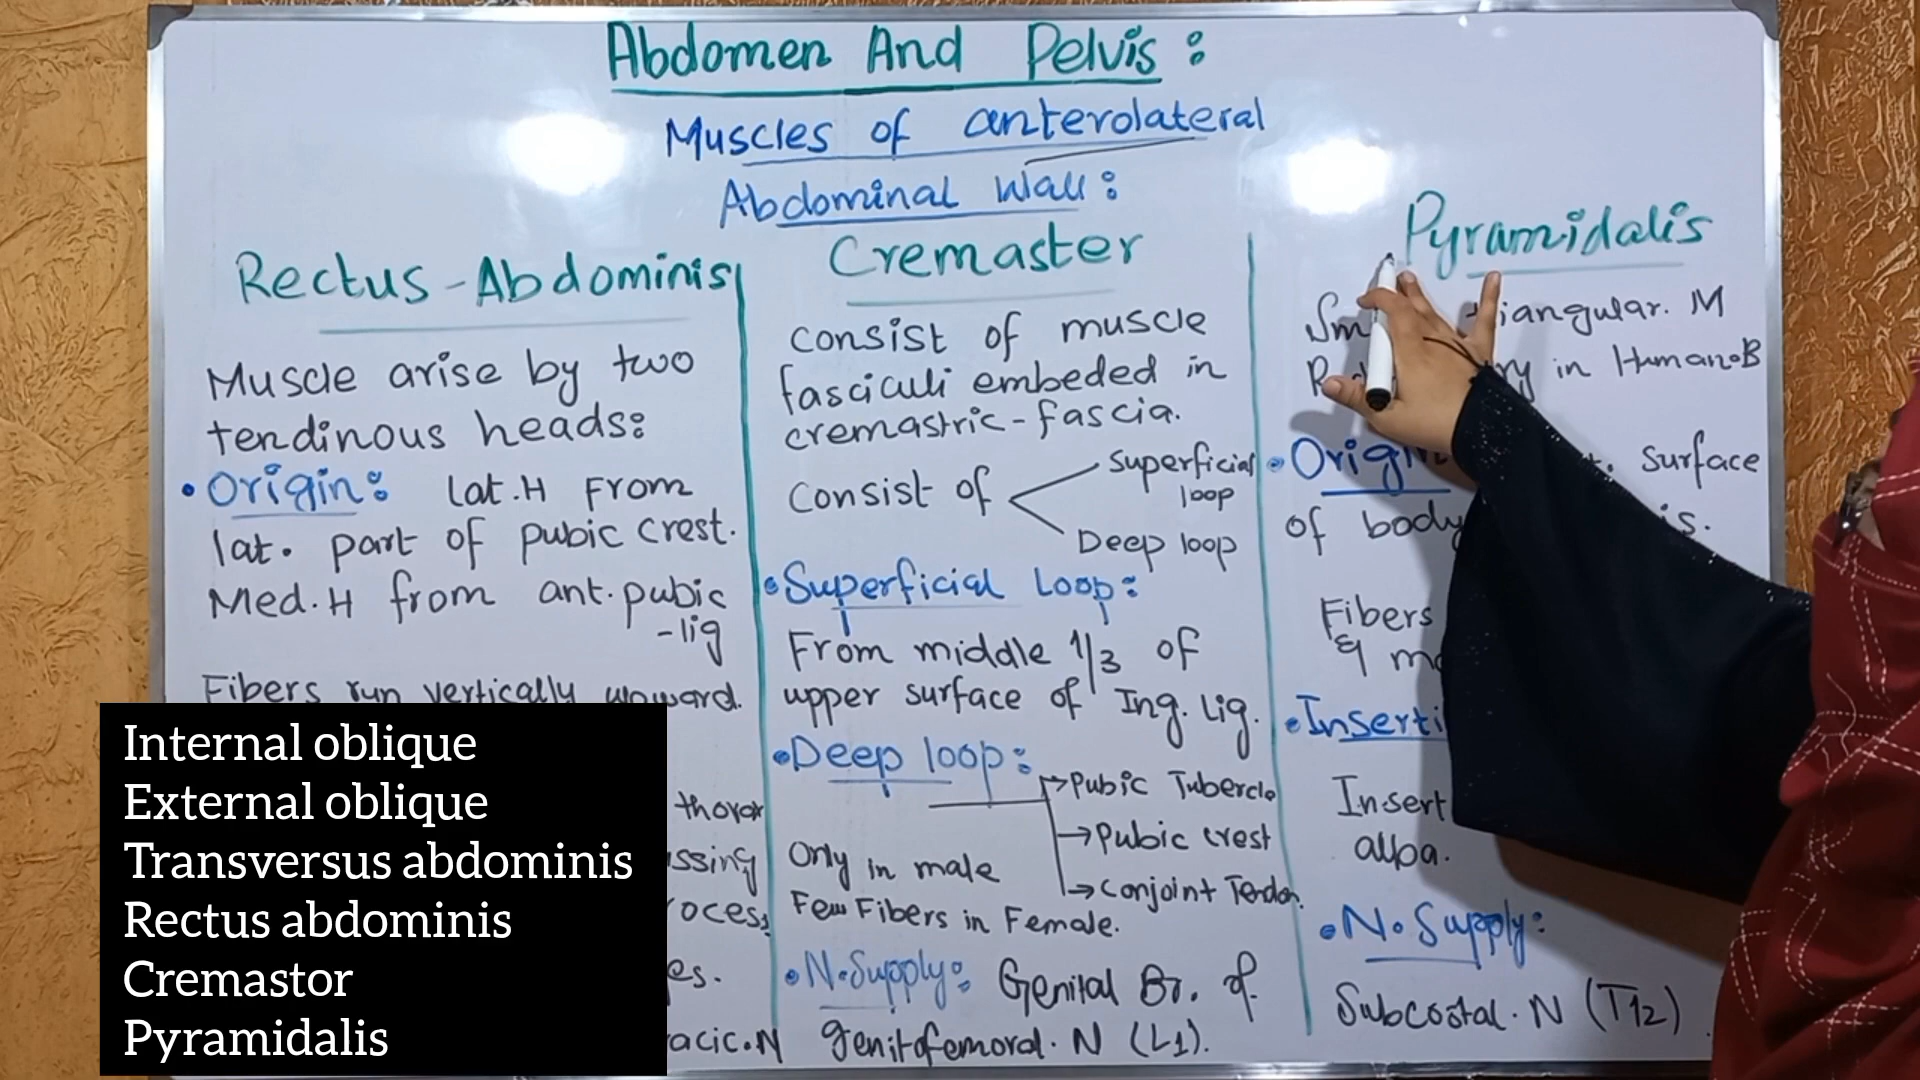 Abdomen And Pelvis:
Muscles of anterolateral
Abdominal Wall:
Rectus-Abdominis
Muscle arise by two
tendinous heads:
• Origin: Lat.H From
lat. part of pubic crest.
Med.H from ant. pubic
-lig
Fibers run vertically upward.
thorax
ssing
ocess
es.
acic.N
Internal oblique
External oblique
Transversus abdominis
Rectus abdominis
Cremastor
Pyramidalis
Cremaster
Consist of muscle
fasciculi embeded in
cremastric-fascia.
Consist of
Superficial
loop
Deep loop
• Superficial Loop:
From middle 1/3 of
upper surface of Ing. Lig.
• Deep loop:
→ Pubic Tubercle
→ Pubic crest
→ Conjoint Tendon.
Only in male
Few Fibers in Female.
• N.Supply: Genital Br. of
genitofemoral. N (L1).
Pyramidalis
Sm iangular. M
in Human.B
• Origin surface
of body is.
Fibers
& m
• Inserti
Insert
alba.
• N. Supply:
Subcostal. N (T12).